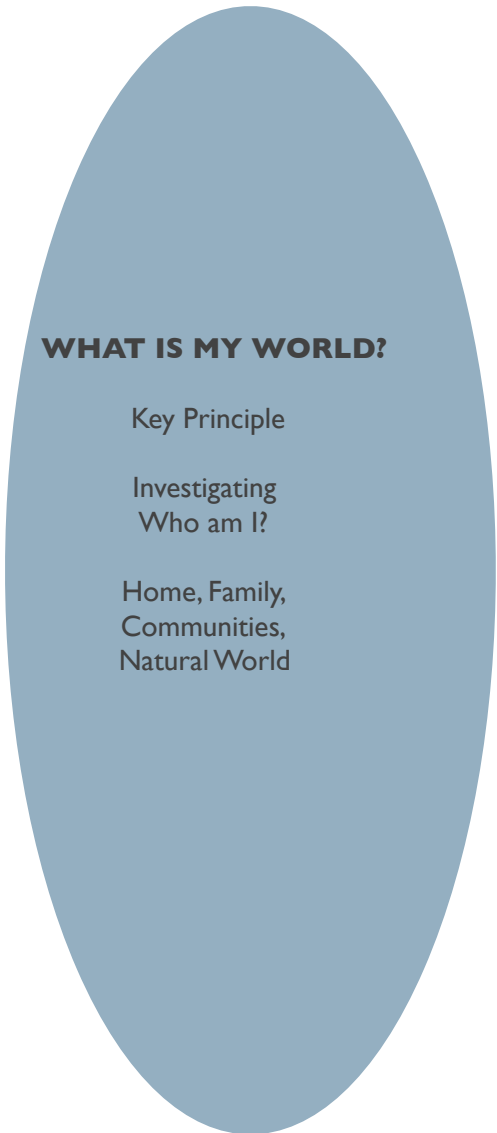 WHAT IS MY WORLD?
Key Principle
Investigating
Who am I?
Home, Family,
Communities,
Natural World